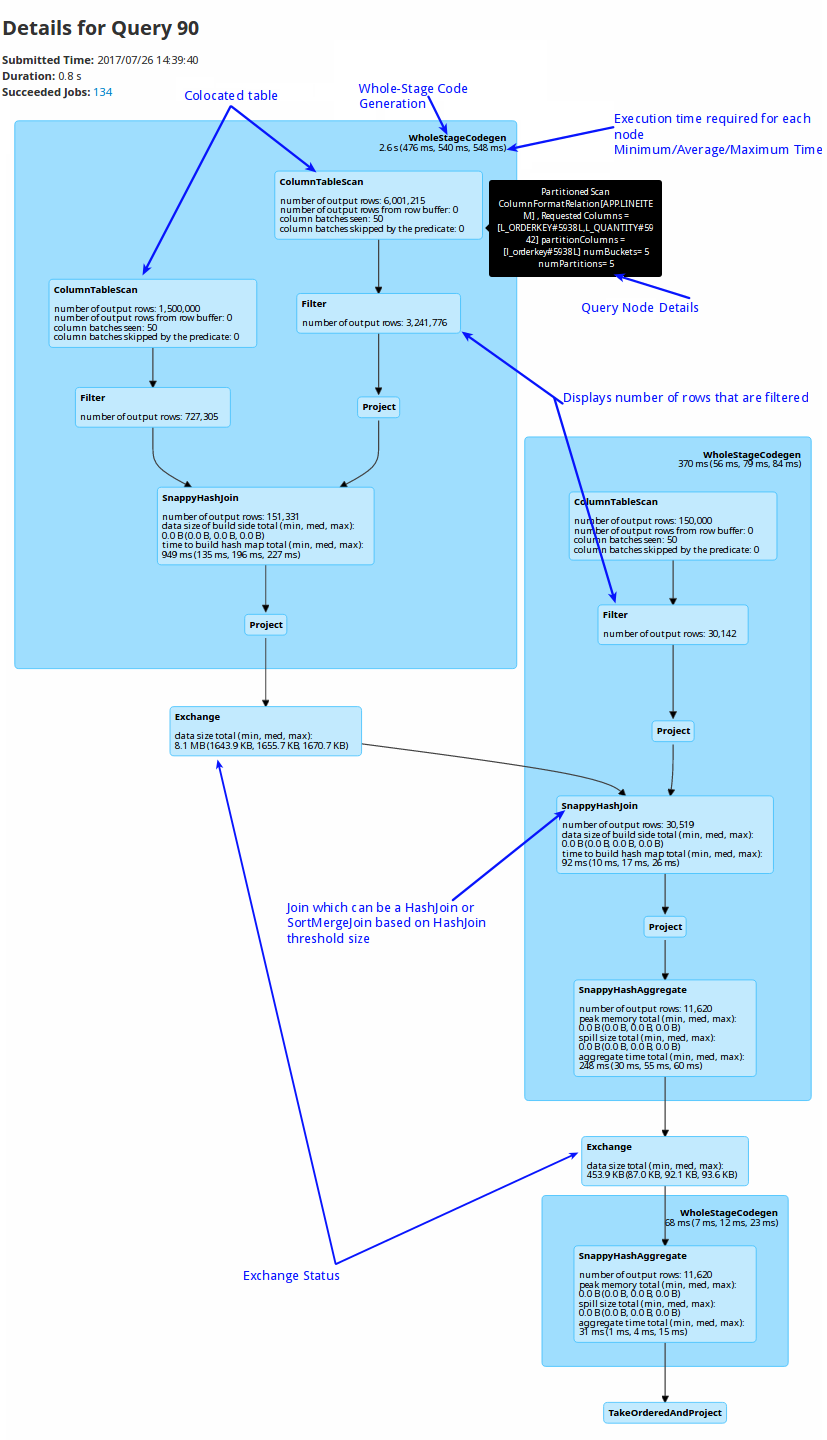 Details for Query 90
Submitted Time: 2017/07/26 14:39:40
Duration: 0.8 s
Succeeded Jobs: 134
Colocated table
Whole-Stage Code
Generation
Execution time required for each
node
Minimum/Average/Maximum Time
WholeStageCodegen
2.6 s (476 ms, 540 ms, 548 ms)
ColumnTableScan
number of output rows: 6,001,215
number of output rows from row buffer: 0
column batches seen: 50
column batches skipped by the predicate: 0
Partitioned Scan
ColumnFormatRelation[APP.LINEITE
M] , Requested Columns =
[L_ORDERKEY#5938L,L_QUANTITY#59
42] partitionColumns =
[l_orderkey#5938L] numBuckets= 5
numPartitions= 5
Query Node Details
ColumnTableScan
number of output rows: 1,500,000
number of output rows from row buffer: 0
column batches seen: 50
column batches skipped by the predicate: 0
Filter
number of output rows: 3,241,776
Filter
number of output rows: 727,305
Project
Displays number of rows that are filtered
SnappyHashJoin
number of output rows: 151,331
data size of build side total (min, med, max):
0.0 B (0.0 B, 0.0 B, 0.0 B)
time to build hash map total (min, med, max):
949 ms (135 ms, 196 ms, 227 ms)
Project
WholeStageCodegen
370 ms (56 ms, 79 ms, 84 ms)
ColumnTableScan
number of output rows: 150,000
number of output rows from row buffer: 0
column batches seen: 50
column batches skipped by the predicate: 0
Filter
number of output rows: 30,142
Project
Exchange
data size total (min, med, max):
8.1 MB (1643.9 KB, 1655.7 KB, 1670.7 KB)
SnappyHashJoin
number of output rows: 30,519
data size of build side total (min, med, max):
0.0 B (0.0 B, 0.0 B, 0.0 B)
time to build hash map total (min, med, max):
92 ms (10 ms, 17 ms, 26 ms)
Join which can be a HashJoin or
SortMergeJoin based on HashJoin
threshold size
Project
SnappyHashAggregate
number of output rows: 11,620
peak memory total (min, med, max):
0.0 B (0.0 B, 0.0 B, 0.0 B)
spill size total (min, med, max):
0.0 B (0.0 B, 0.0 B, 0.0 B)
aggregate time total (min, med, max):
248 ms (30 ms, 55 ms, 60 ms)
Exchange
data size total (min, med, max):
453.9 KB (87.0 KB, 92.1 KB, 93.6 KB)
Exchange Status
WholeStageCodegen
68 ms (7 ms, 12 ms, 23 ms)
SnappyHashAggregate
number of output rows: 11,620
peak memory total (min, med, max):
0.0 B (0.0 B, 0.0 B, 0.0 B)
spill size total (min, med, max):
0.0 B (0.0 B, 0.0 B, 0.0 B)
aggregate time total (min, med, max):
31 ms (1 ms, 4 ms, 15 ms)
TakeOrderedAndProject